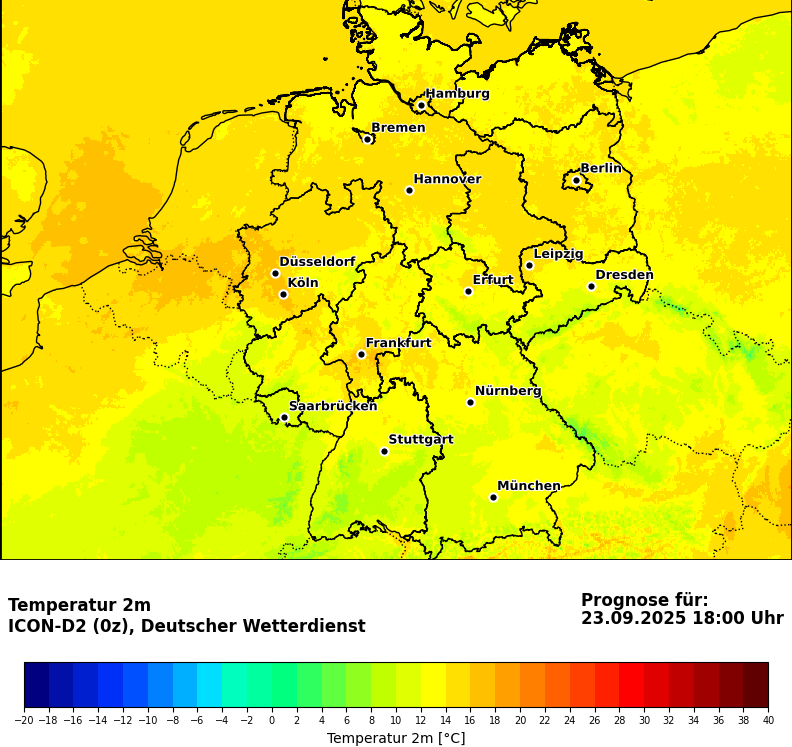 Hamburg
Bremen
Berlin
Hannover
Leipzig
Düsseldorf
Dresden
Köln
Erfurt
Frankfurt
Nürnberg
Saarbrücken
Stuttgart
München
Temperatur 2m
ICON-D2 (0z), Deutscher Wetterdienst
Prognose für:
23.09.2025 18:00 Uhr
−20 −18 −16 −14 −12 −10 −8 −6 −4 −2 0 2 4 6 8 10 12 14 16 18 20 22 24 26 28 30 32 34 36 38 40
Temperatur 2m [°C]